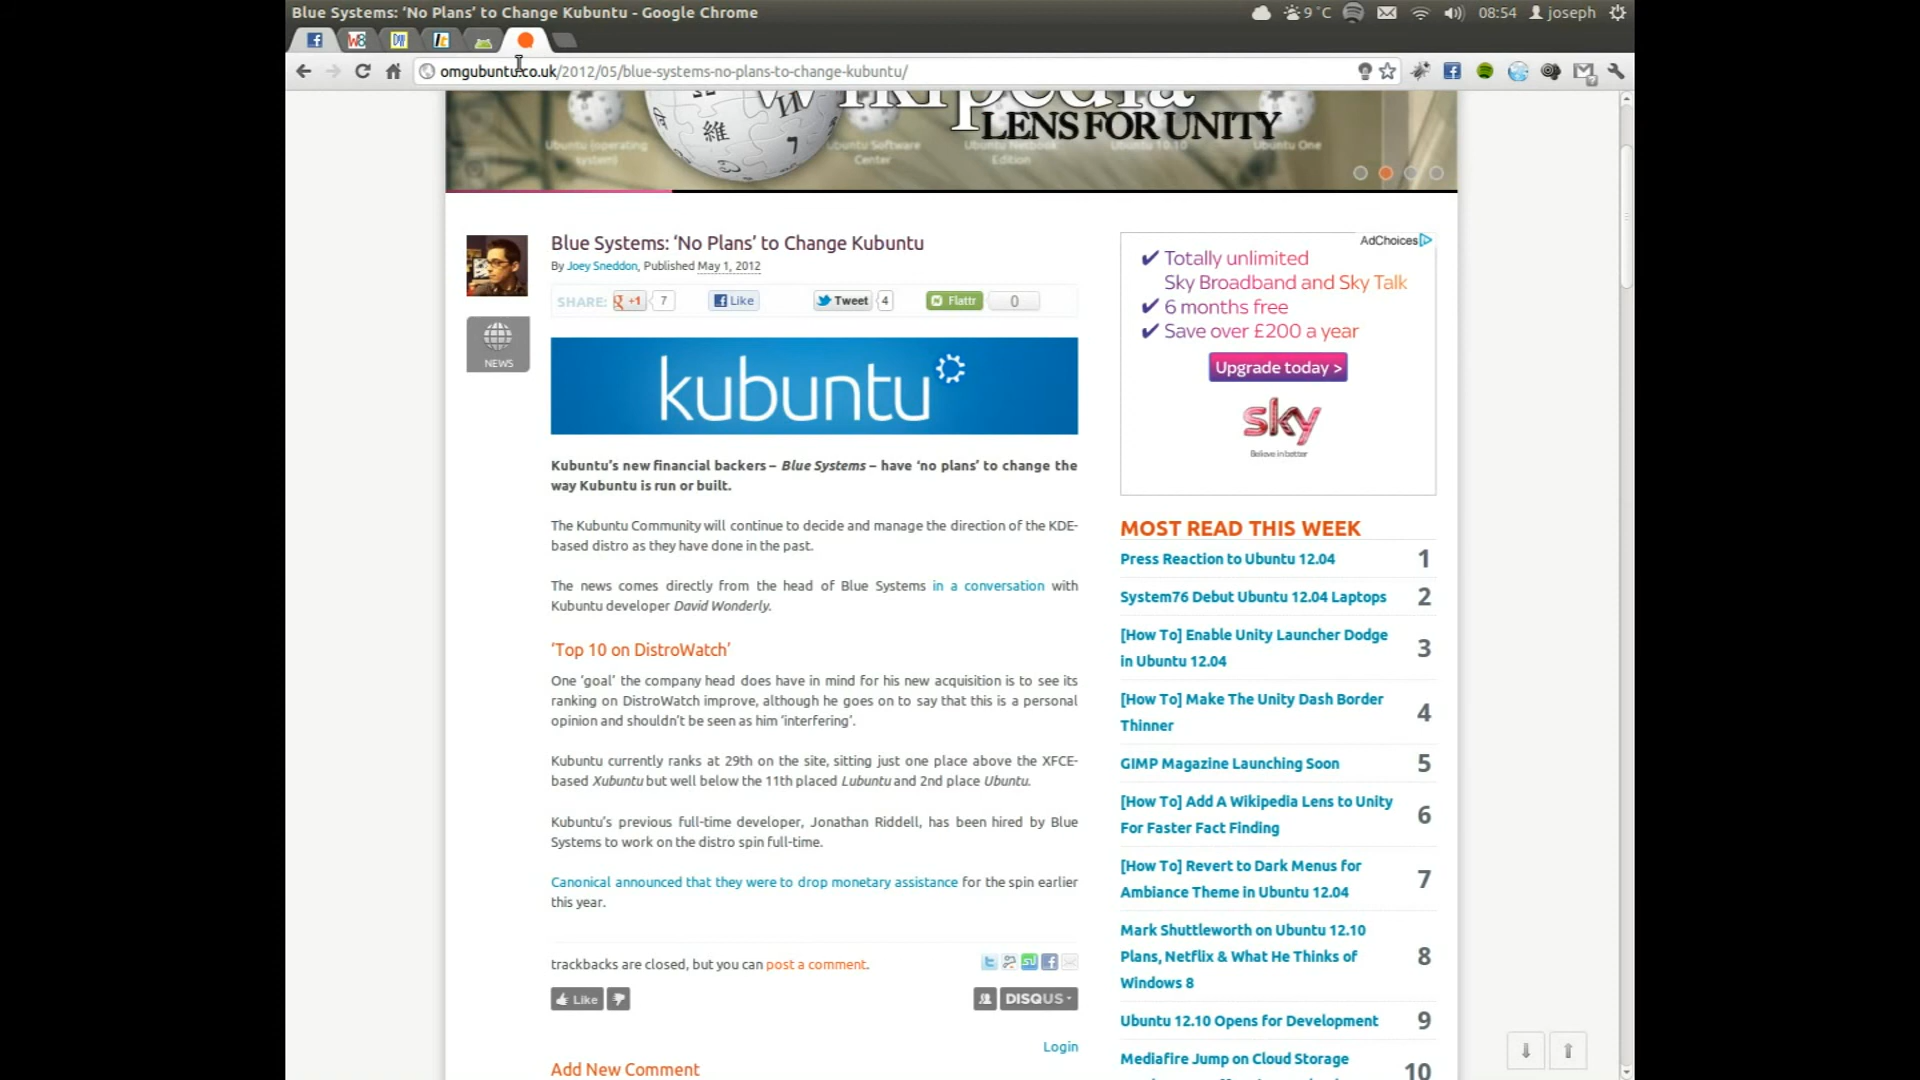 Blue Systems: ‘No Plans’ to Change Kubuntu - Google Chrome
9 °C
08:54
joseph
omgubuntu.co.uk/2012/05/blue-systems-no-plans-to-change-kubuntu/
Wikipedia
LENS FOR UNITY
Ubuntu (operating system)
Ubuntu Software Center
Ubuntu Netbook Edition
Ubuntu 10.10
Ubuntu One
Blue Systems: ‘No Plans’ to Change Kubuntu
By Joey Sneddon, Published May 1, 2012
SHARE: +1 7 Like Tweet 4 Flattr 0
NEWS
kubuntu
Kubuntu’s new financial backers – Blue Systems – have ‘no plans’ to change the
way Kubuntu is run or built.
The Kubuntu Community will continue to decide and manage the direction of the KDE-
based distro as they have done in the past.
The news comes directly from the head of Blue Systems in a conversation with
Kubuntu developer David Wonderly.
‘Top 10 on DistroWatch’
One ‘goal’ the company head does have in mind for his new acquisition is to see its
ranking on DistroWatch improve, although he goes on to say that this is a personal
opinion and shouldn’t be seen as him ‘interfering’.
Kubuntu currently ranks at 29th on the site, sitting just one place above the XFCE-
based Xubuntu but well below the 11th placed Lubuntu and 2nd place Ubuntu.
Kubuntu’s previous full-time developer, Jonathan Riddell, has been hired by Blue
Systems to work on the distro spin full-time.
Canonical announced that they were to drop monetary assistance for the spin earlier
this year.
trackbacks are closed, but you can post a comment.
Like
DISQUS
Login
Add New Comment
AdChoices
Totally unlimited
Sky Broadband and Sky Talk
6 months free
Save over £200 a year
Upgrade today >
sky
Believe in better
MOST READ THIS WEEK
Press Reaction to Ubuntu 12.04 1
System76 Debut Ubuntu 12.04 Laptops 2
[How To] Enable Unity Launcher Dodge
in Ubuntu 12.04 3
[How To] Make The Unity Dash Border
Thinner 4
GIMP Magazine Launching Soon 5
[How To] Add A Wikipedia Lens to Unity
For Faster Fact Finding 6
[How To] Revert to Dark Menus for
Ambiance Theme in Ubuntu 12.04 7
Mark Shuttleworth on Ubuntu 12.10
Plans, Netflix & What He Thinks of
Windows 8 8
Ubuntu 12.10 Opens for Development 9
Mediafire Jump on Cloud Storage
10